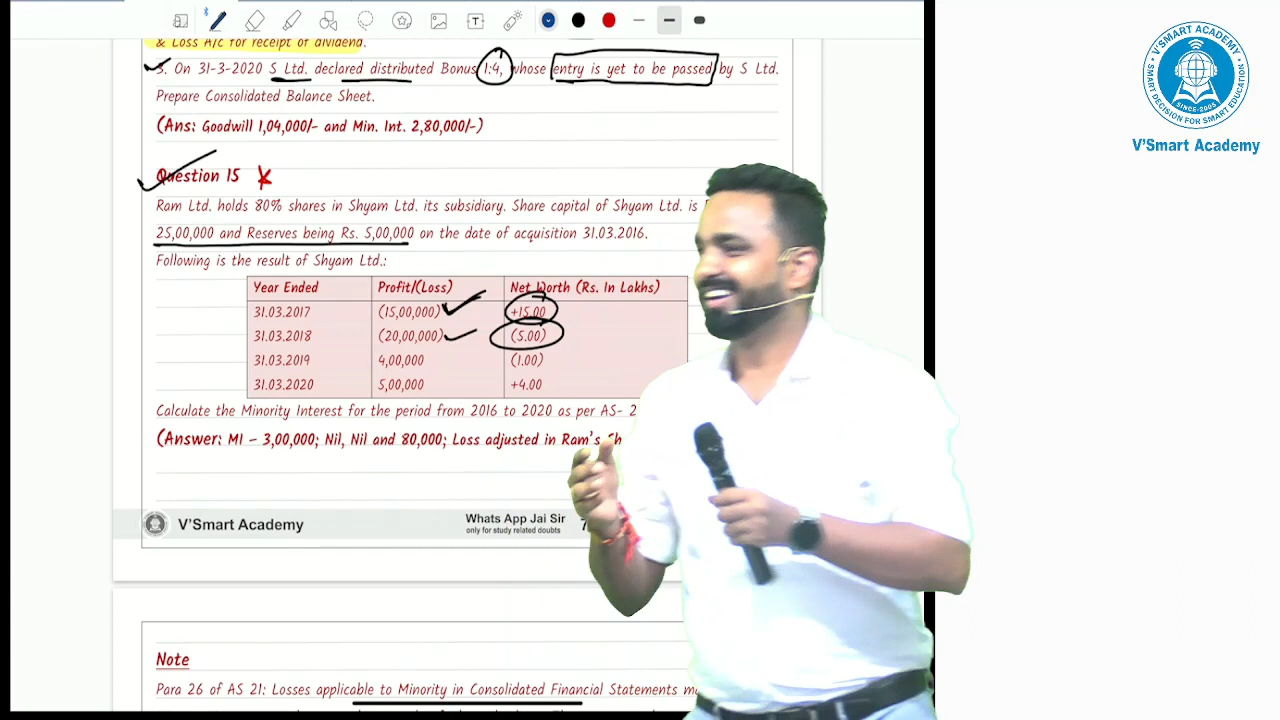 & Loss A/c for receipt of dividend.
3. On 31-3-2020 S Ltd. declared distributed Bonus 1:4, whose entry is yet to be passed by S Ltd.
Prepare Consolidated Balance Sheet.
(Ans: Goodwill 1,04,000/- and Min. Int. 2,80,000/-)
Question 15
Ram Ltd. holds 80% shares in Shyam Ltd. its subsidiary. Share capital of Shyam Ltd. is
25,00,000 and Reserves being Rs. 5,00,000 on the date of acquisition 31.03.2016.
Following is the result of Shyam Ltd.:
Year Ended Profit/(Loss) Net Worth (Rs. In Lakhs)
31.03.2017 (15,00,000) +15.00
31.03.2018 (20,00,000) (5.00)
31.03.2019 4,00,000 (1.00)
31.03.2020 5,00,000 +4.00
Calculate the Minority Interest for the period from 2016 to 2020 as per AS- 2
(Answer: MI – 3,00,000; Nil, Nil and 80,000; Loss adjusted in Ram's Sh
V'Smart Academy
Whats App Jai Sir
only for study related doubts
7
Note
Para 26 of AS 21: Losses applicable to Minority in Consolidated Financial Statements
V'SMART ACADEMY
SMART DECISION FOR SMART EDUCATION
SINCE-2005
V'Smart Academy